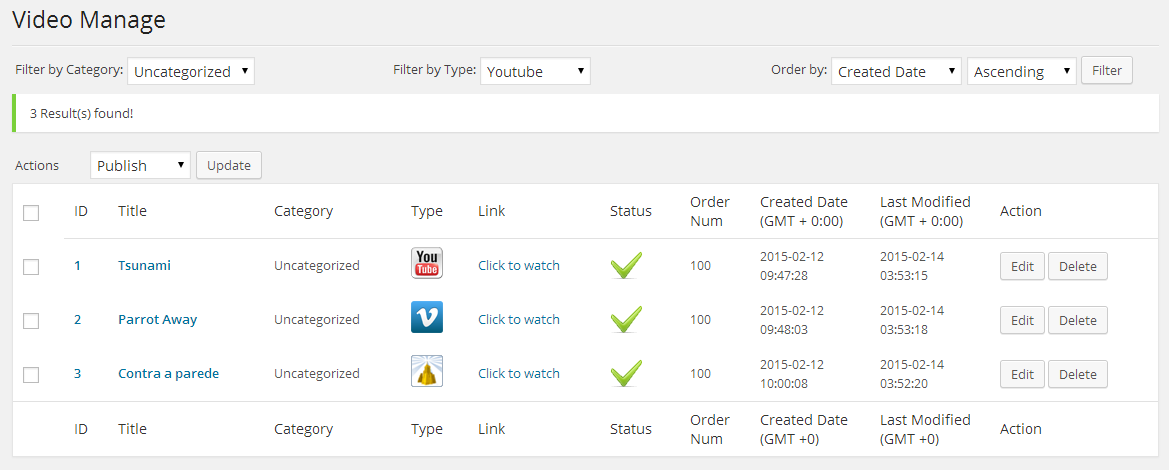 Video Manage
Filter by Category: Uncategorized Filter by Type: Youtube Order by: Created Date Ascending Filter
3 Result(s) found!
Actions Publish Update
ID Title Category Type Link Status Order Num Created Date (GMT + 0:00) Last Modified (GMT + 0:00) Action
1 Tsunami Uncategorized You Tube Click to watch 100 2015-02-12 09:47:28 2015-02-14 03:53:15 Edit Delete
2 Parrot Away Uncategorized V Click to watch 100 2015-02-12 09:48:03 2015-02-14 03:53:18 Edit Delete
3 Contra a parede Uncategorized Click to watch 100 2015-02-12 10:00:08 2015-02-14 03:52:20 Edit Delete
ID Title Category Type Link Status Order Num Created Date (GMT +0) Last Modified (GMT +0) Action